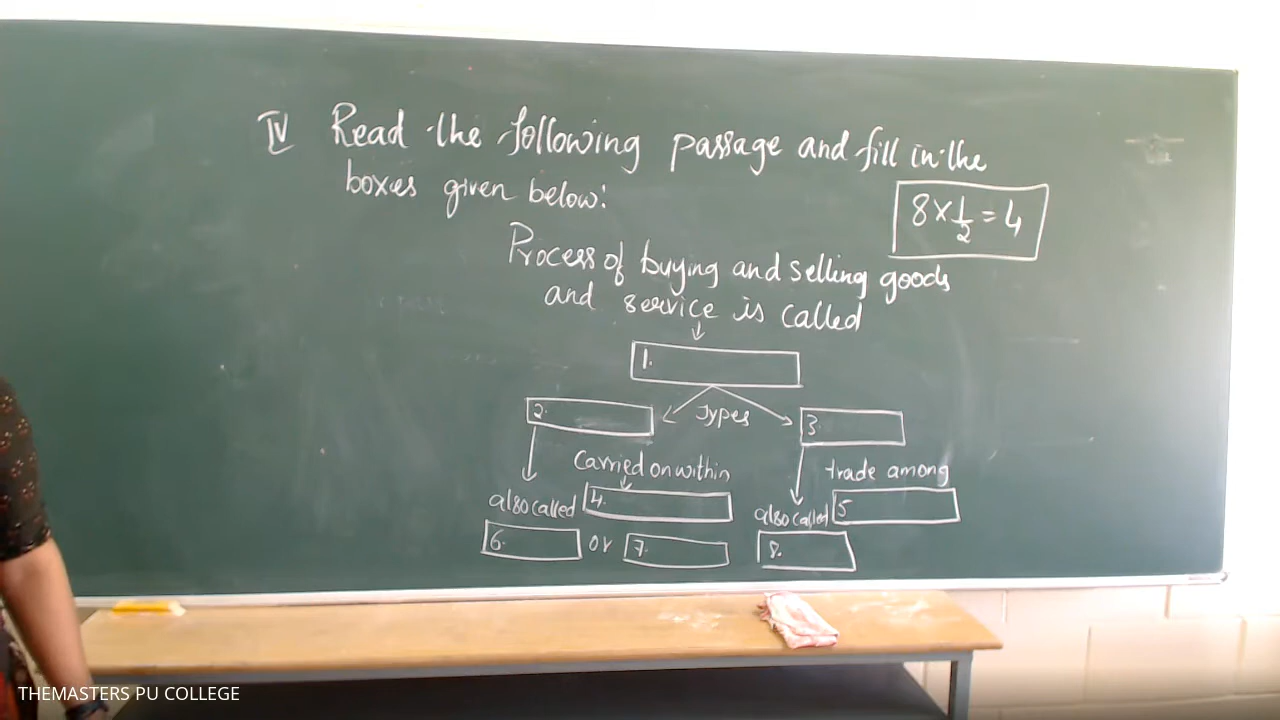 IV Read the following passage and fill in the
boxes given below:
8 × 1/2 = 4
Process of buying and selling goods
and service is called
1.
Types
2.
3.
Carried on within
trade among
also called
4.
also called
5
6.
or
7.
8.
THEMASTERS PU COLLEGE